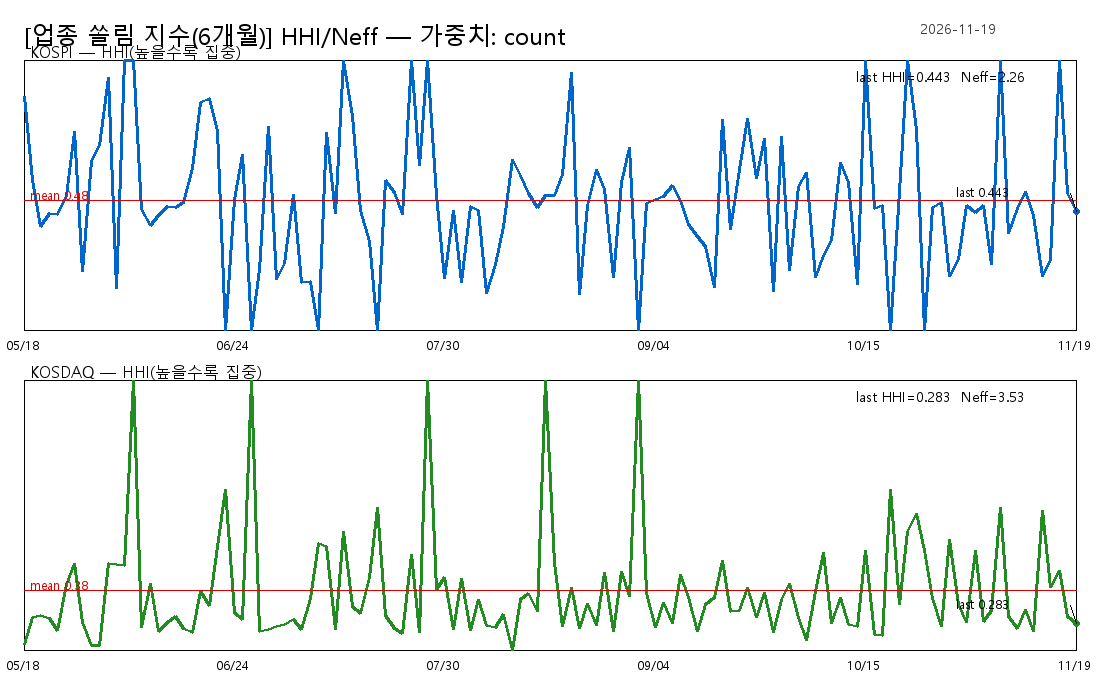 [업종 쏠림 지수(6개월)] HHI/Neff — 가중치: count
2026-11-19
KOSPI — HHI(높을수록 집중)
last HHI=0.443 Neff=2.26
mean 0.48
last 0.443
05/18 06/24 07/30 09/04 10/15 11/19
KOSDAQ — HHI(높을수록 집중)
last HHI=0.283 Neff=3.53
mean 0.38
last 0.283
05/18 06/24 07/30 09/04 10/15 11/19